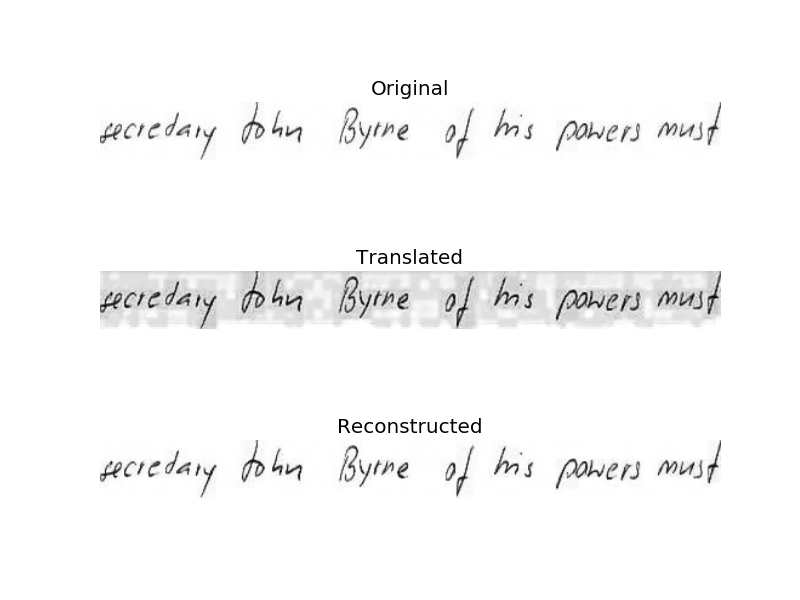 Original
secredary John Byrne of his powers must
Translated
secredary John Byrne of his powers must
Reconstructed
secredary John Byrne of his powers must